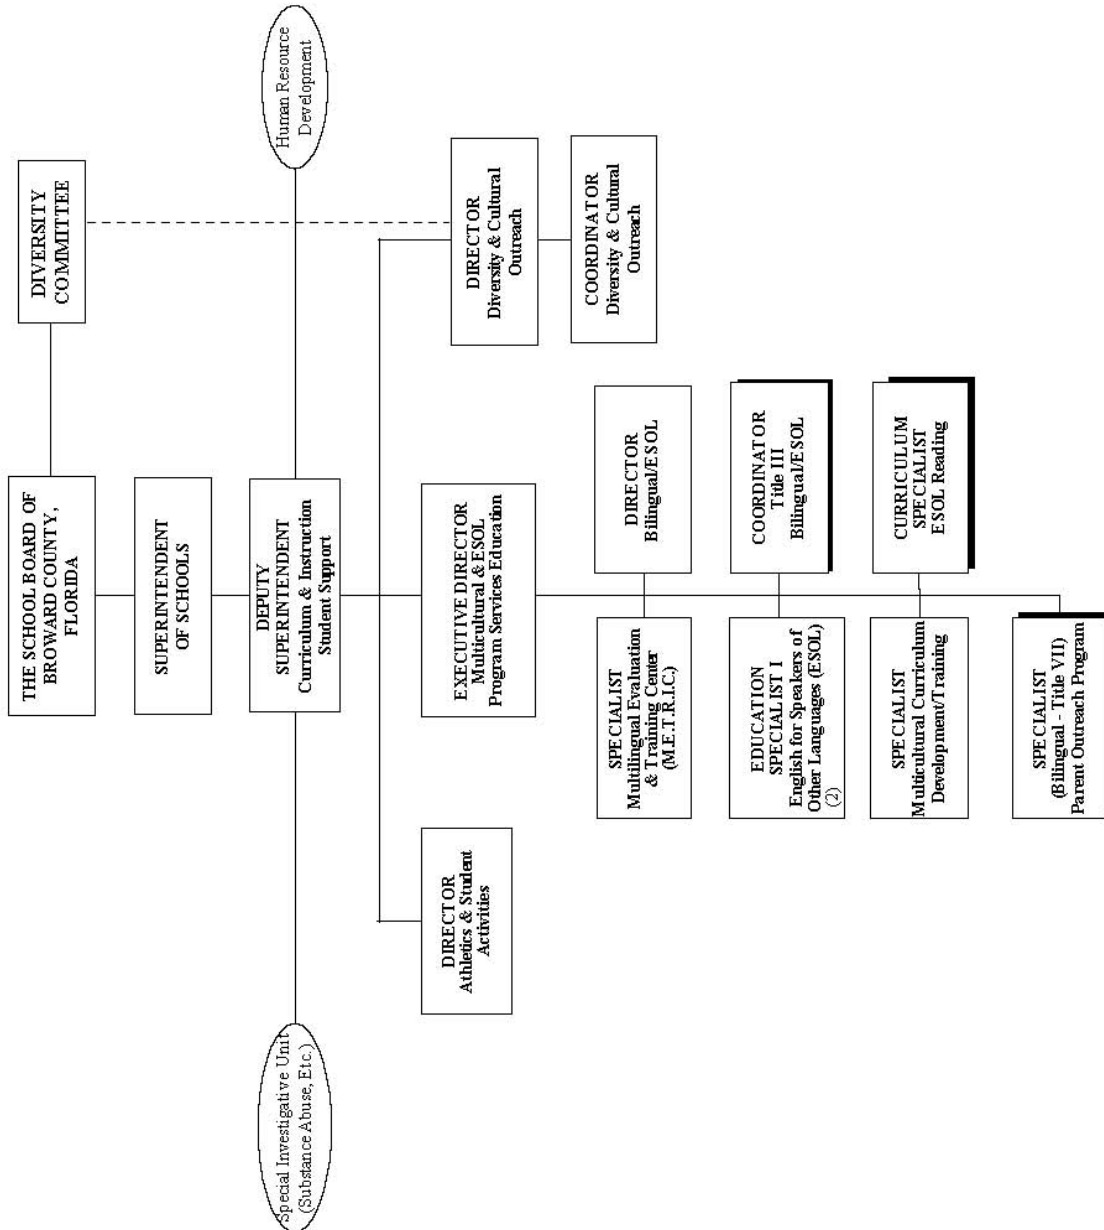 THE SCHOOL BOARD OF
BROWARD COUNTY,
FLORIDA
DIVERSITY
COMMITTEE
SUPERINTENDENT
OF SCHOOLS
Special Investigative Unit
(Substance Abuse, Etc.)
DEPUTY
SUPERINTENDENT
Curriculum & Instruction
Student Support
Human Resource
Development
DIRECTOR
Athletics & Student
Activities
EXECUTIVE DIRECTOR
Multicultural & ESOL
Program Services Education
DIRECTOR
Diversity & Cultural
Outreach
COORDINATOR
Diversity & Cultural
Outreach
SPECIALIST
Multilingual Evaluation
& Training Center
(M.E.T.R.I.C.)
DIRECTOR
Bilingual/ESOL
EDUCATION
SPECIALIST I
English for Speakers of
Other Languages (ESOL)
(2)
COORDINATOR
Title III
Bilingual/ESOL
SPECIALIST
Multicultural Curriculum
Development/Training
CURRICULUM
SPECIALIST
ESOL Reading
SPECIALIST
(Bilingual - Title VII)
Parent Outreach Program